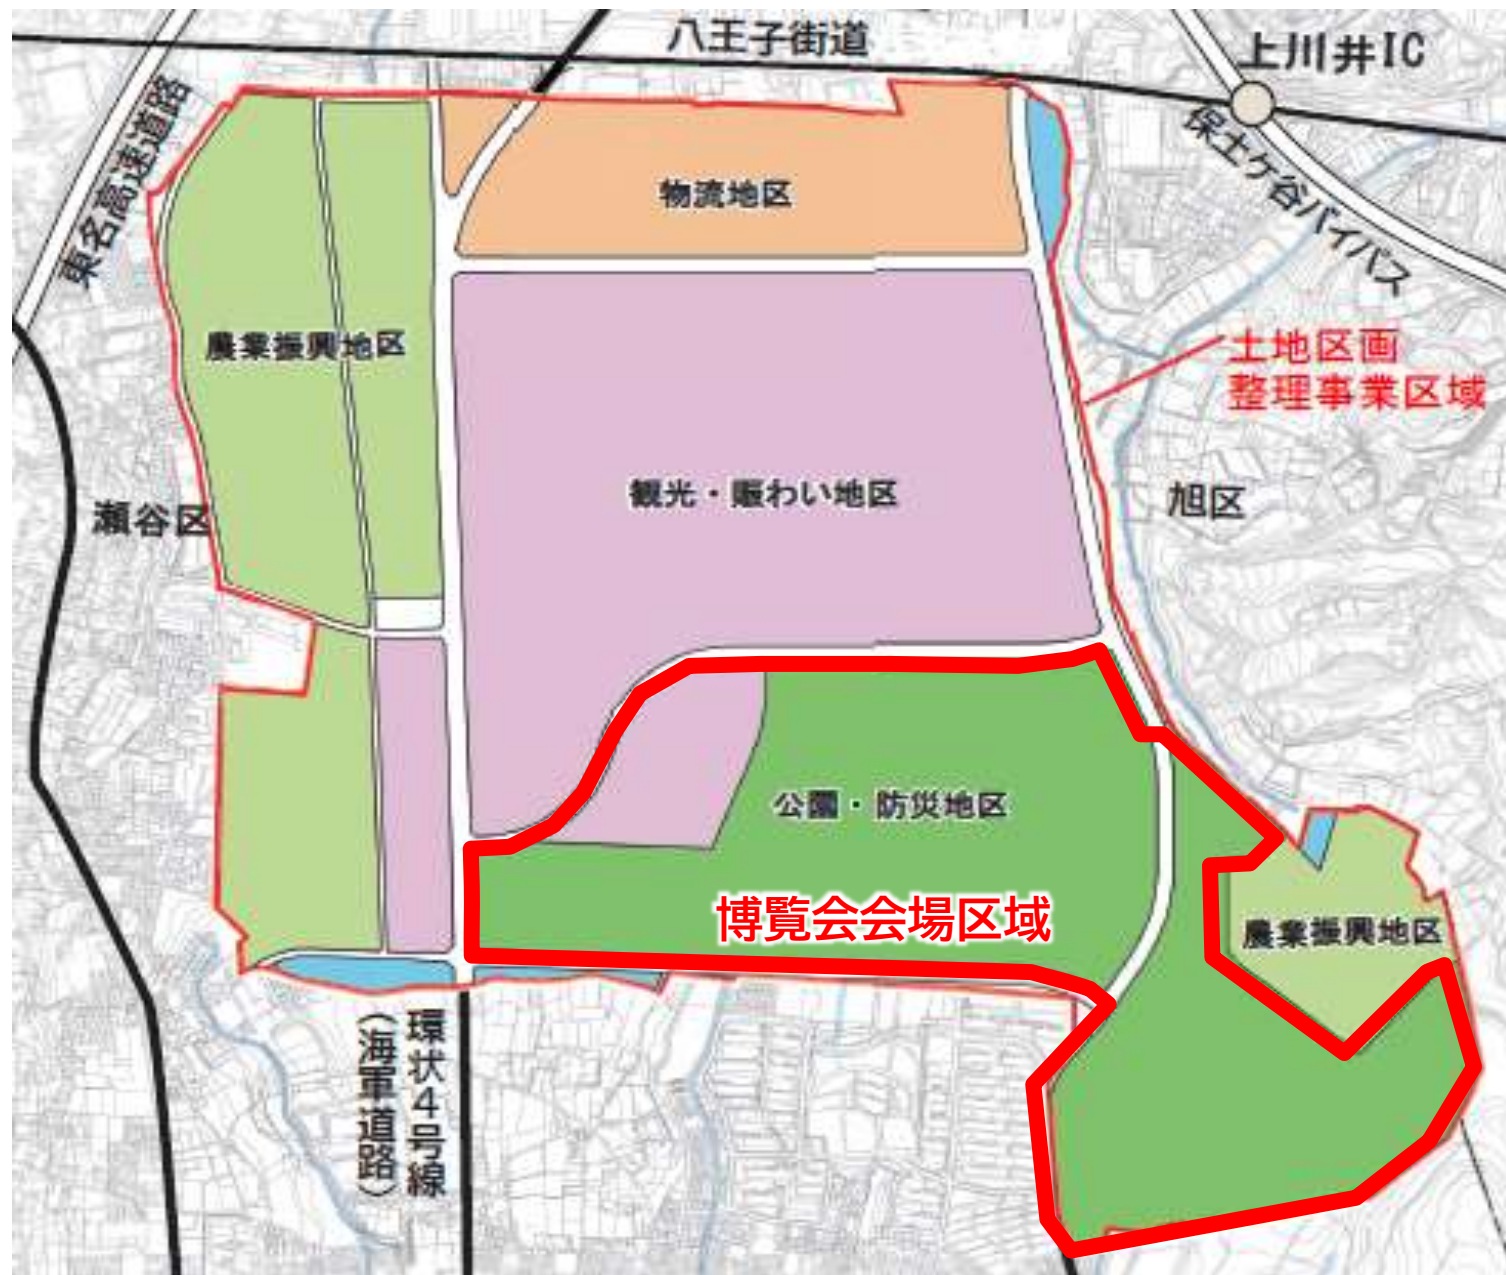 八王子街道
上川井IC
東名高速道路
保土ケ谷バイパス
物流地区
農業振興地区
土地区画
整理事業区域
観光・賑わい地区
瀬谷区
旭区
公園・防災地区
博覧会会場区域
農業振興地区
環状4号線
（海軍道路）